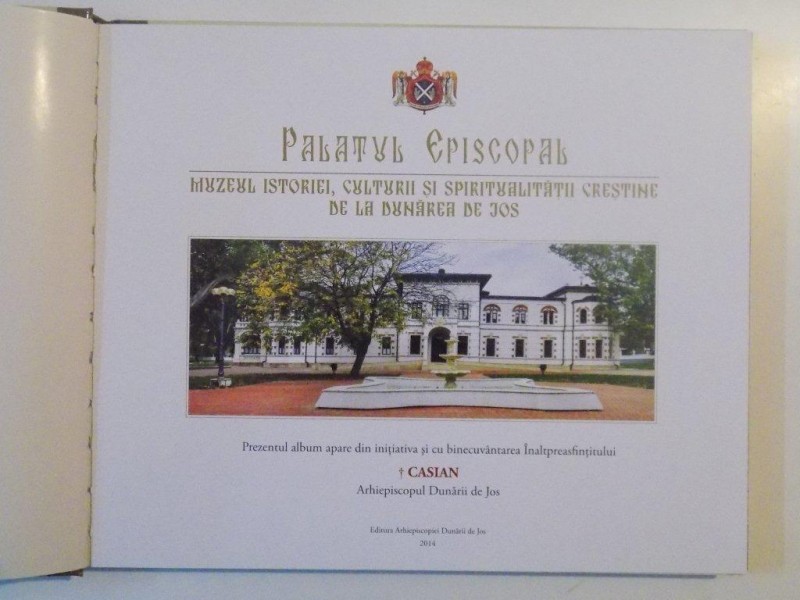 PALATUL EPISCOPAL
MUZEUL ISTORIEI, CULTURII ȘI SPIRITUALITĂȚII CREȘTINE
DE LA DUNĂREA DE JOS
Prezentul album apare din inițiativa și cu binecuvântarea Înaltpreasfințitului
† CASIAN
Arhiepiscopul Dunării de Jos
Editura Arhiepiscopiei Dunării de Jos
2014